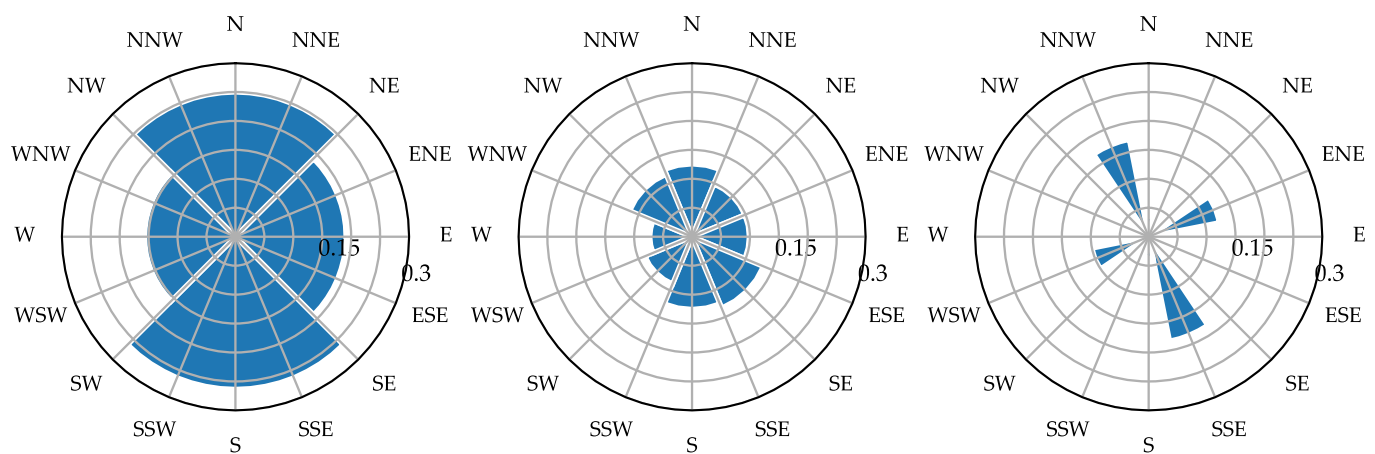 N
NNW NNE
NW NE
WNW ENE
W E
0.15
0.3
WSW ESE
SW SE
SSW SSE
S
N
NNW NNE
NW NE
WNW ENE
W E
0.15
0.3
WSW ESE
SW SE
SSW SSE
S
N
NNW NNE
NW NE
WNW ENE
W E
0.15
0.3
WSW ESE
SW SE
SSW SSE
S